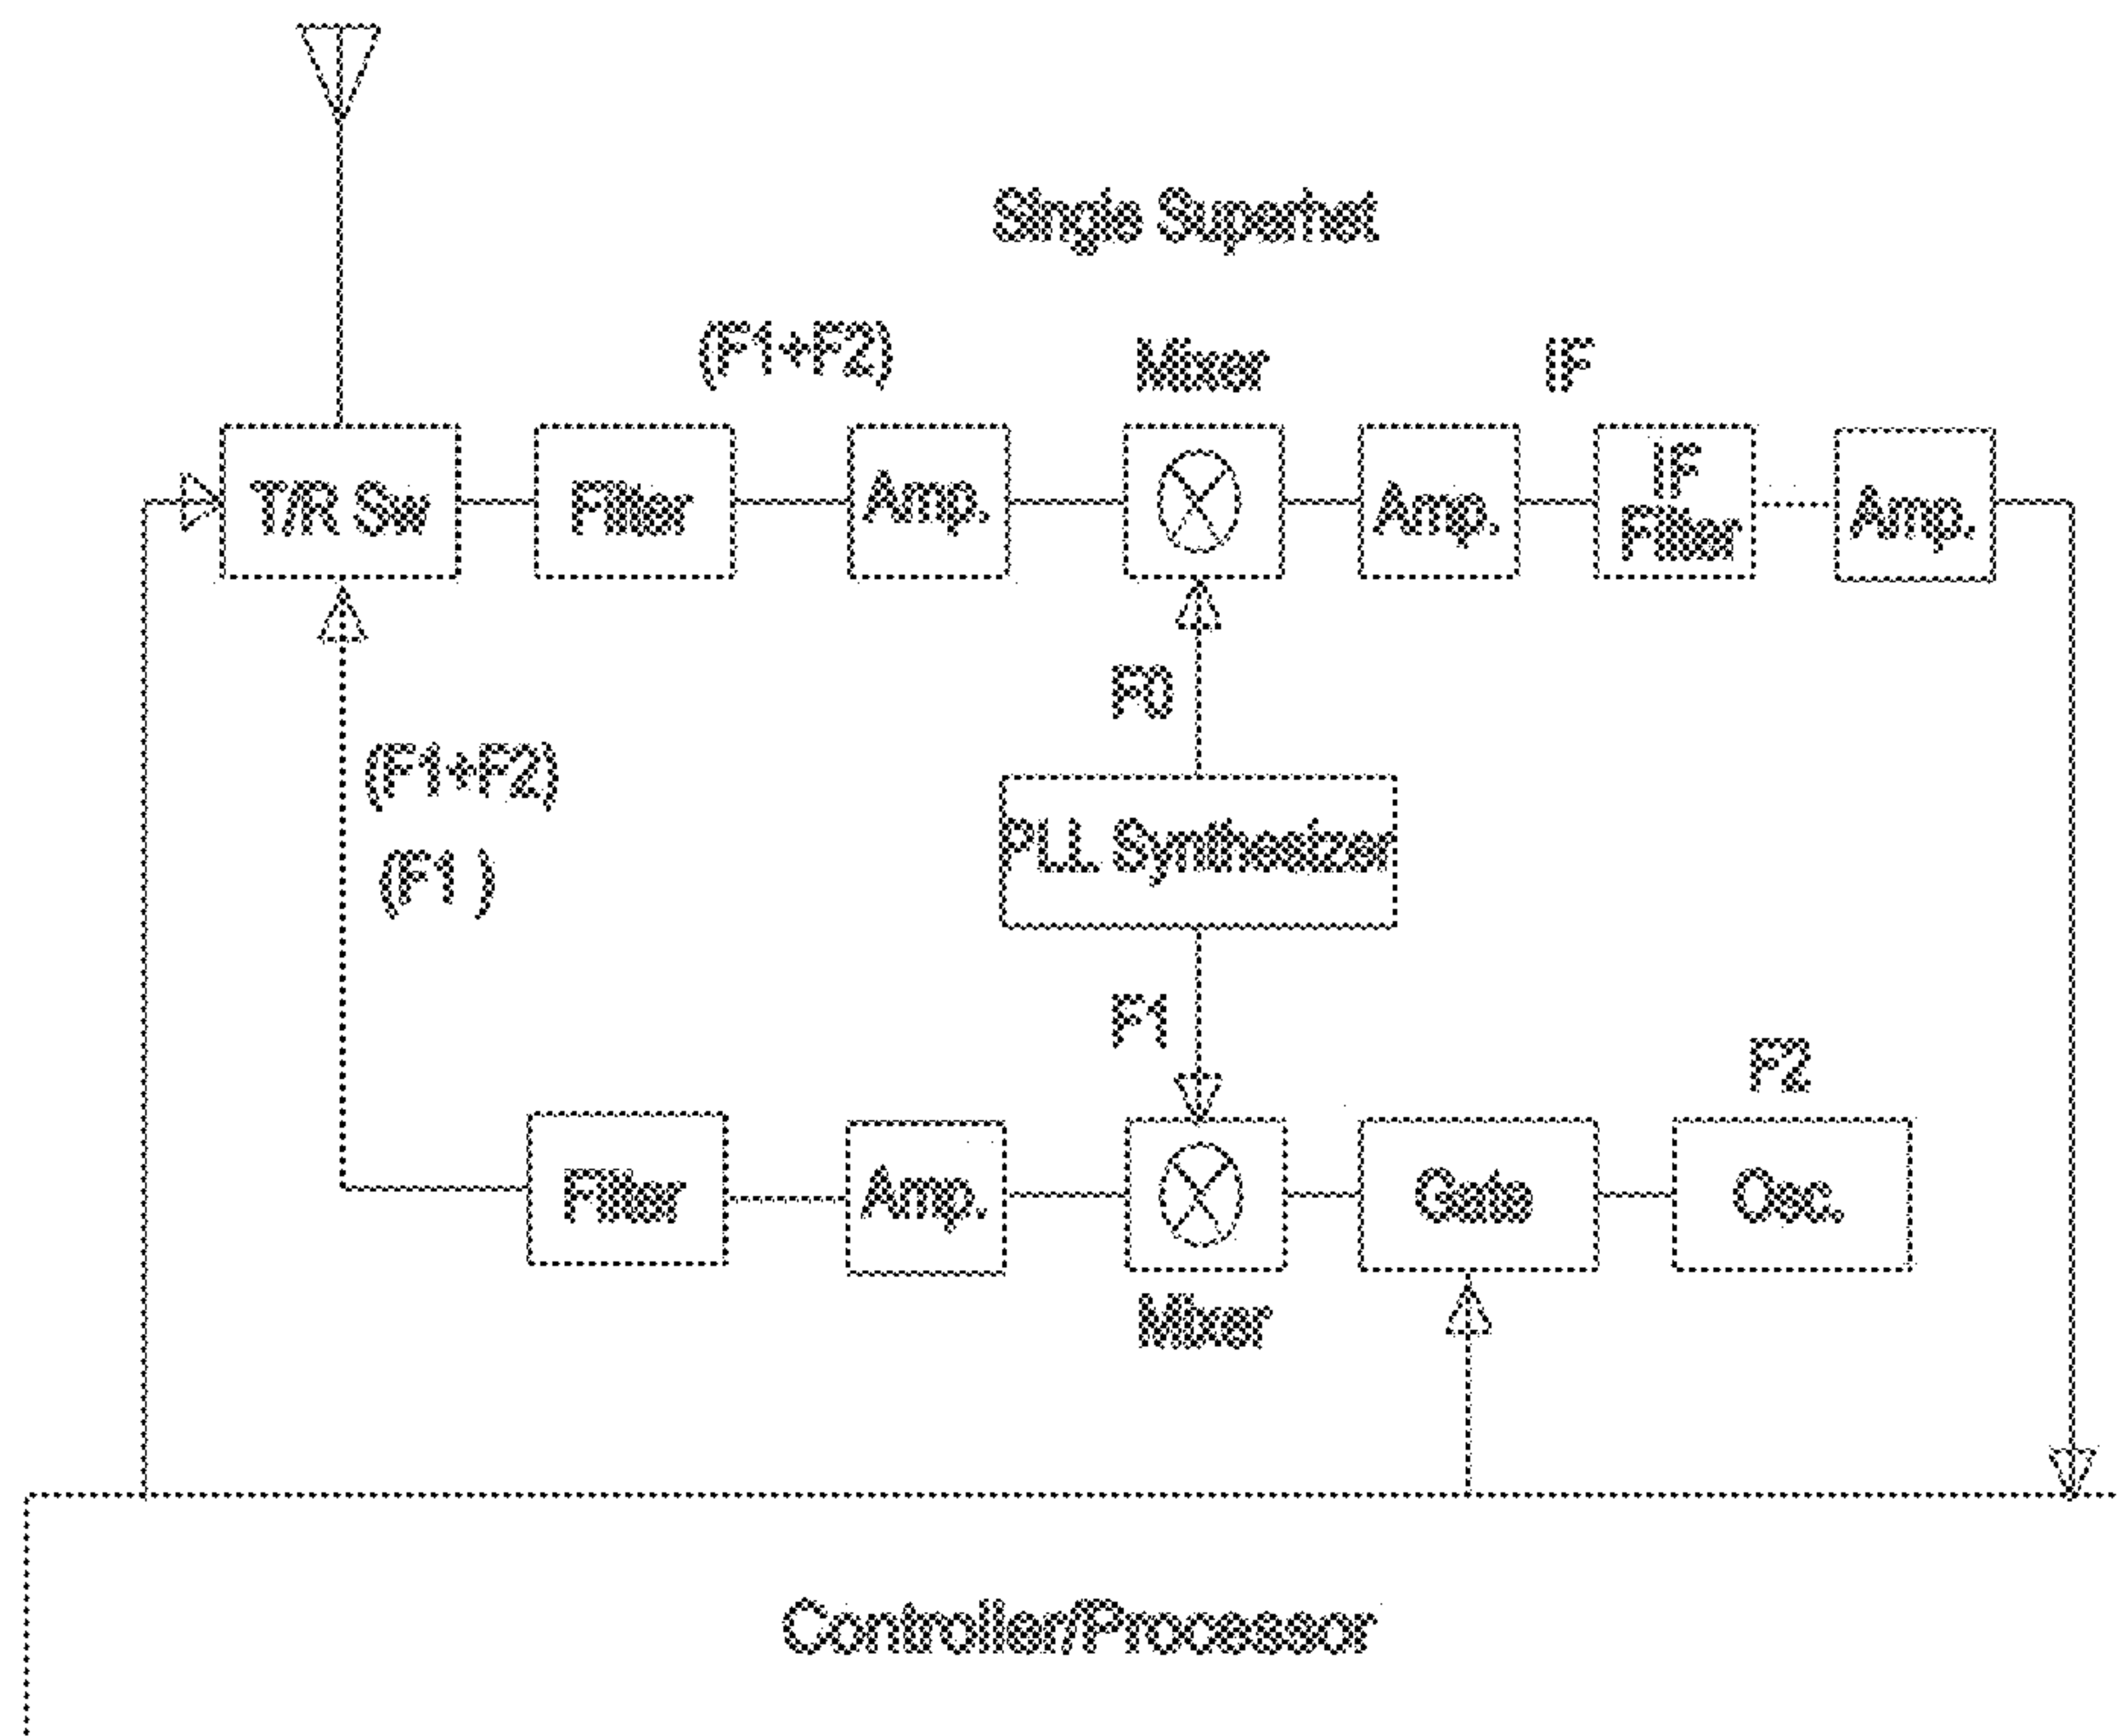 Single Superhet
(F1+F2)
Mixer
IF
T/R Sw
Filter
Amp.
Amp.
IF
Filter
Amp.
F0
(F1+F2)
(F1 )
PLL Synthesizer
F1
F2
Filter
Amp.
Gate
Osc.
Mixer
Controller/Processor